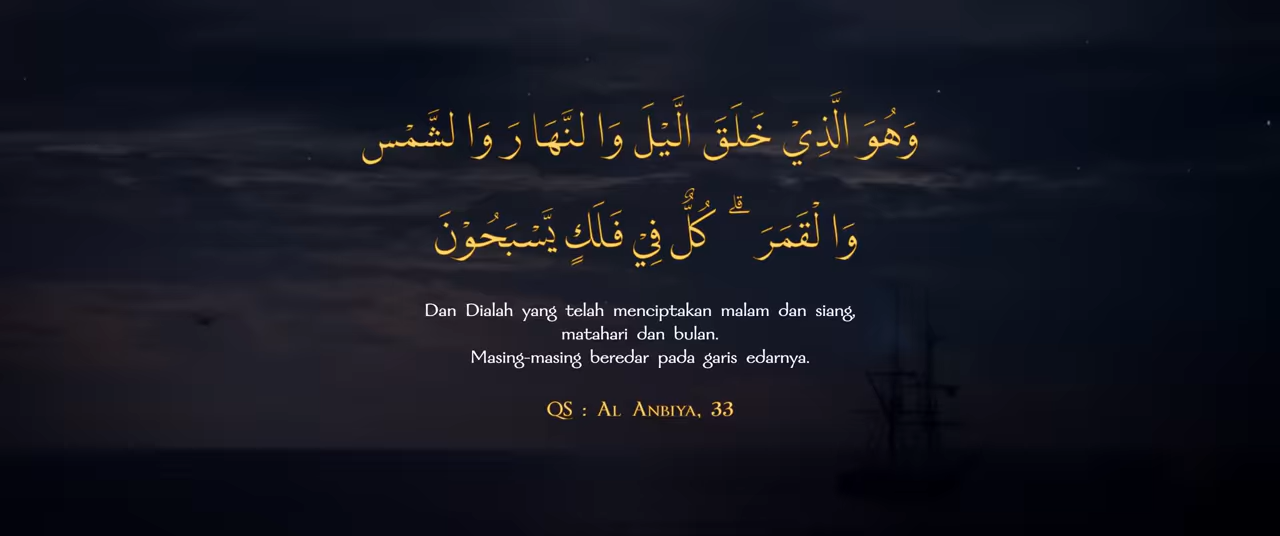 وَهُوَ الَّذِيْ خَلَقَ الَّيْلَ وَا لنَّهَا رَ وَا لشَّمْس
وَا لْقَمَرَ ۗ كُلٌّ فِيْ فَلَكٍ يَّسْبَحُوْنَ
Dan Dialah yang telah menciptakan malam dan siang,
matahari dan bulan.
Masing-masing beredar pada garis edarnya.
QS : Al Anbiya, 33